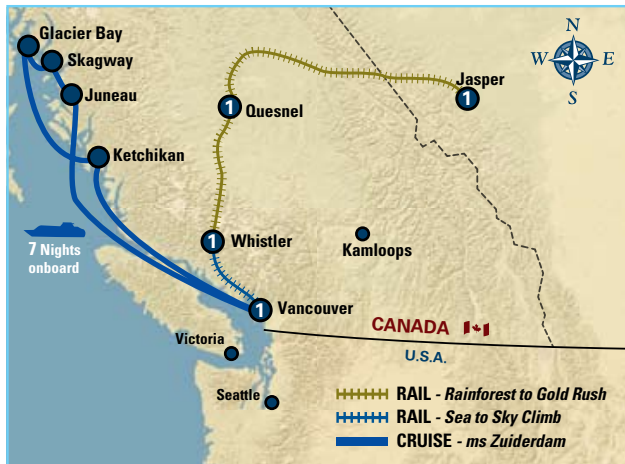 Glacier Bay
Skagway
Juneau
Ketchikan
7 Nights
onboard
1
Quesnel
1
Jasper
1
Whistler
Kamloops
1
Vancouver
Victoria
Seattle
CANADA
U.S.A.
N
W
E
S
RAIL - Rainforest to Gold Rush
RAIL - Sea to Sky Climb
CRUISE - ms Zuiderdam